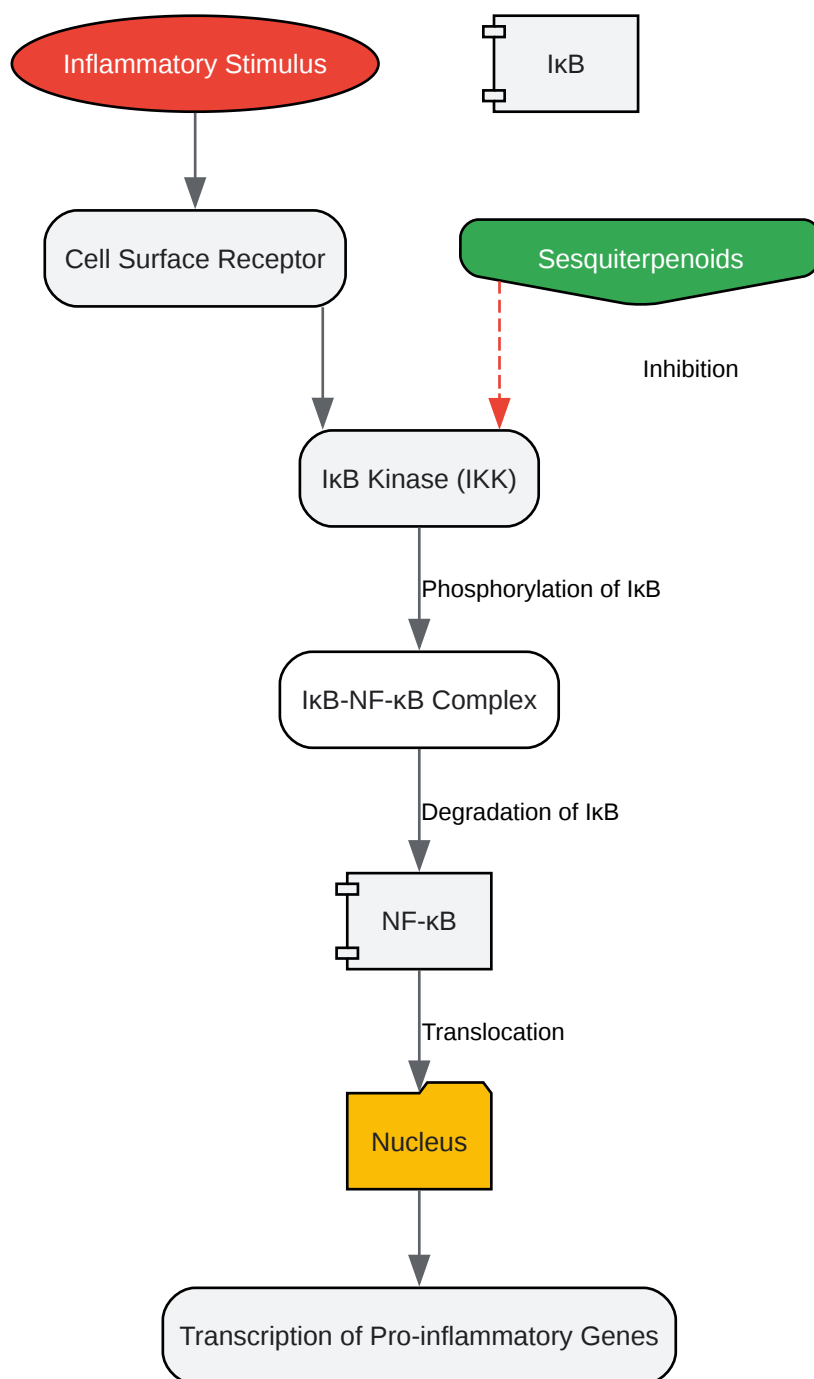 Inflammatory Stimulus
IκB
Cell Surface Receptor
Sesquiterpenoids
Inhibition
IκB Kinase (IKK)
Phosphorylation of IκB
IκB-NF-κB Complex
Degradation of IκB
NF-κB
Translocation
Nucleus
Transcription of Pro-inflammatory Genes